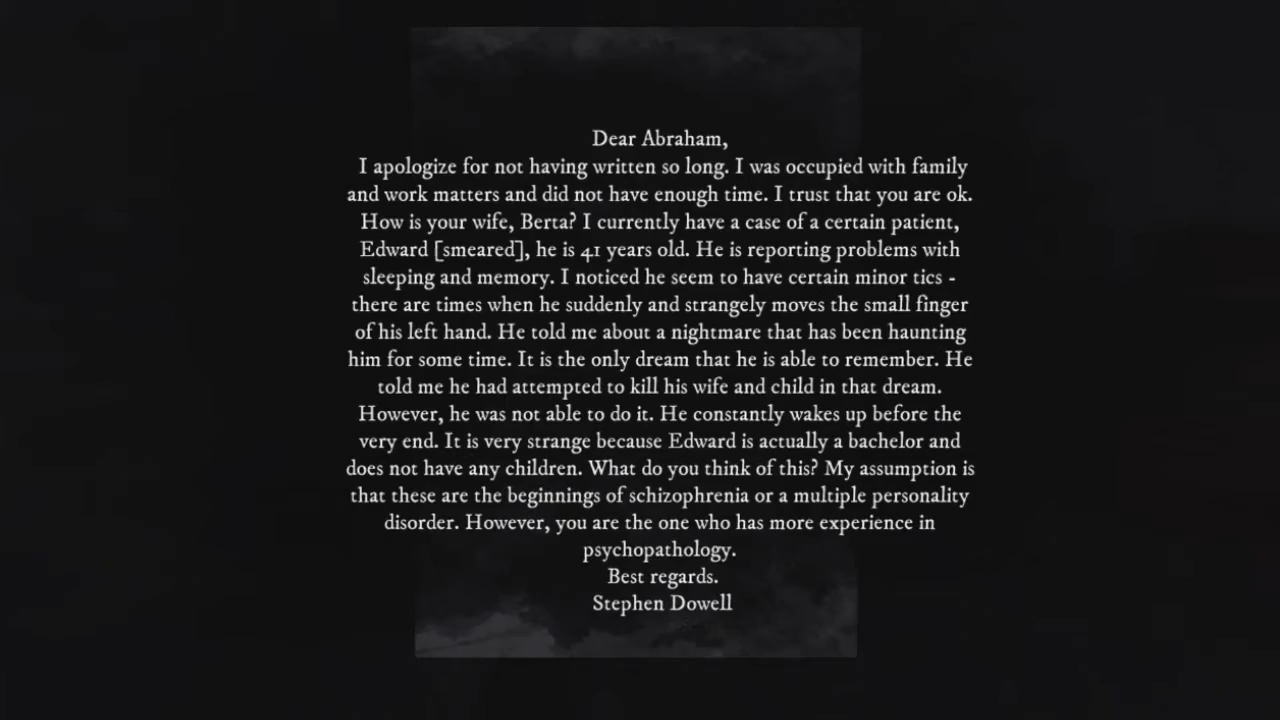 Dear Abraham,
I apologize for not having written so long. I was occupied with family
and work matters and did not have enough time. I trust that you are ok.
How is your wife, Berta? I currently have a case of a certain patient,
Edward [smeared], he is 41 years old. He is reporting problems with
sleeping and memory. I noticed he seem to have certain minor tics -
there are times when he suddenly and strangely moves the small finger
of his left hand. He told me about a nightmare that has been haunting
him for some time. It is the only dream that he is able to remember. He
told me he had attempted to kill his wife and child in that dream.
However, he was not able to do it. He constantly wakes up before the
very end. It is very strange because Edward is actually a bachelor and
does not have any children. What do you think of this? My assumption is
that these are the beginnings of schizophrenia or a multiple personality
disorder. However, you are the one who has more experience in
psychopathology.
Best regards.
Stephen Dowell